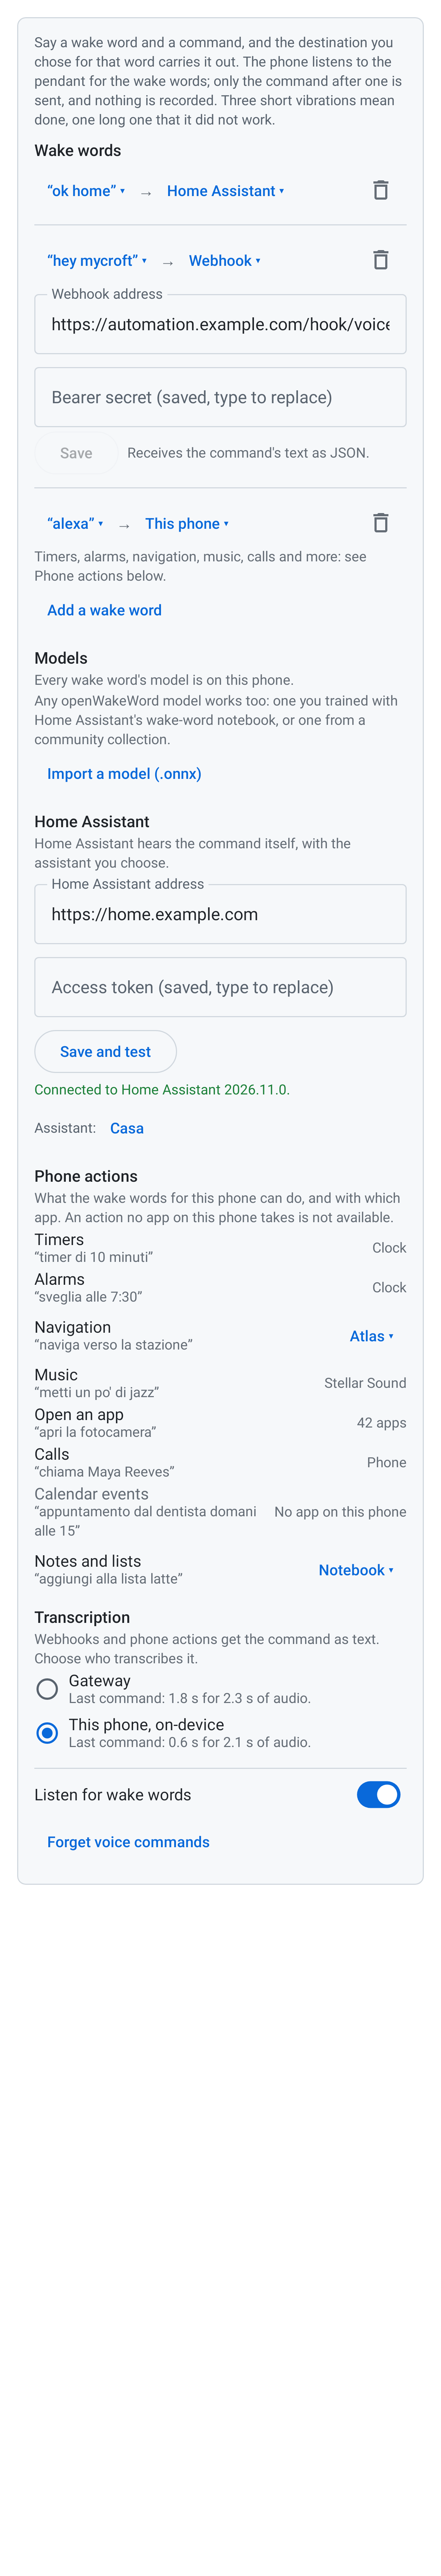 Say a wake word and a command, and the destination you
chose for that word carries it out. The phone listens to the
pendant for the wake words; only the command after one is
sent, and nothing is recorded. Three short vibrations mean
done, one long one that it did not work.
Wake words
“ok home” ▾ → Home Assistant ▾
“hey mycroft” ▾ → Webhook ▾
Webhook address
https://automation.example.com/hook/voice
Bearer secret (saved, type to replace)
Save Receives the command's text as JSON.
“alexa” ▾ → This phone ▾
Timers, alarms, navigation, music, calls and more: see
Phone actions below.
Add a wake word
Models
Every wake word's model is on this phone.
Any openWakeWord model works too: one you trained with
Home Assistant's wake-word notebook, or one from a
community collection.
Import a model (.onnx)
Home Assistant
Home Assistant hears the command itself, with the
assistant you choose.
Home Assistant address
https://home.example.com
Access token (saved, type to replace)
Save and test
Connected to Home Assistant 2026.11.0.
Assistant: Casa
Phone actions
What the wake words for this phone can do, and with which
app. An action no app on this phone takes is not available.
Timers
“timer di 10 minuti”
Clock
Alarms
“sveglia alle 7:30”
Clock
Navigation
“naviga verso la stazione”
Atlas ▾
Music
“metti un po' di jazz”
Stellar Sound
Open an app
“apri la fotocamera”
42 apps
Calls
“chiama Maya Reeves”
Phone
Calendar events
“appuntamento dal dentista domani
alle 15”
No app on this phone
Notes and lists
“aggiungi alla lista latte”
Notebook ▾
Transcription
Webhooks and phone actions get the command as text.
Choose who transcribes it.
Gateway
Last command: 1.8 s for 2.3 s of audio.
This phone, on-device
Last command: 0.6 s for 2.1 s of audio.
Listen for wake words
Forget voice commands